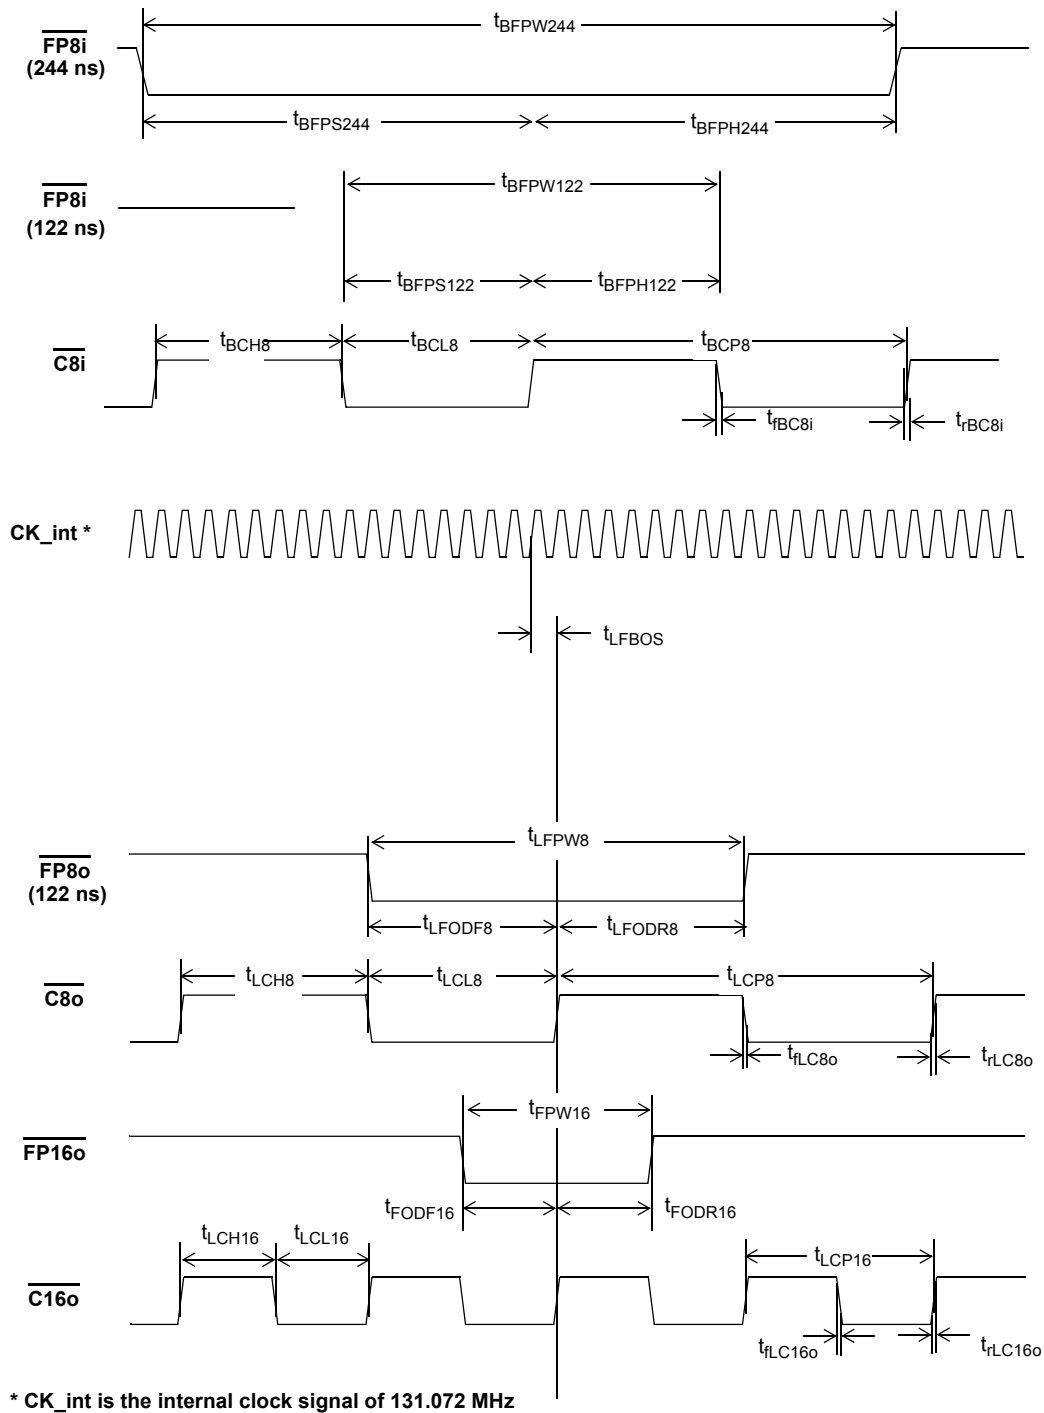 tBFPW244
FP8i
(244 ns)
tBFPS244
tBFPH244
tBFPW122
FP8i
(122 ns)
tBFPS122
tBFPH122
tBCH8
tBCL8
tBCP8
C8i
tfBC8i
trBC8i
CK_int *
tLFBOS
tLFPW8
FP8o
(122 ns)
tLFODF8
tLFODR8
tLCH8
tLCL8
tLCP8
C8o
tfLC8o
trLC8o
tFPW16
FP16o
tFODF16
tFODR16
tLCH16
tLCL16
tLCP16
C16o
tfLC16o
trLC16o
* CK_int is the internal clock signal of 131.072 MHz